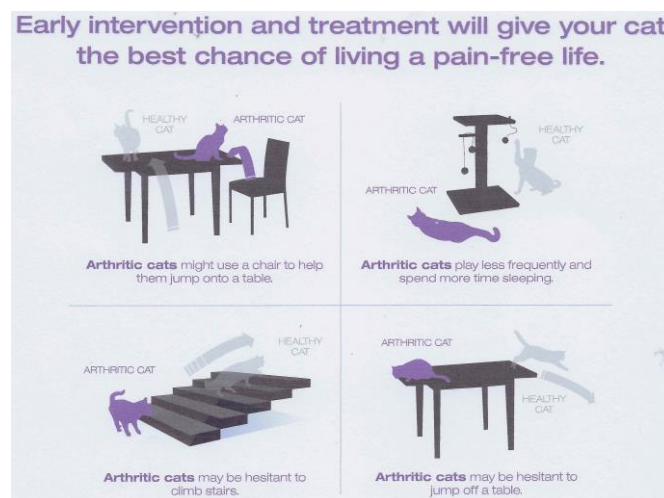 Early intervention and treatment will give your cat
the best chance of living a pain-free life.
HEALTHY
CAT
ARTHRITIC CAT
Arthritic cats might use a chair to help
them jump onto a table.
HEALTHY
CAT
ARTHRITIC CAT
Arthritic cats play less frequently and
spend more time sleeping.
HEALTHY
CAT
ARTHRITIC CAT
Arthritic cats may be hesitant to
climb stairs.
ARTHRITIC CAT
HEALTHY
CAT
Arthritic cats may be hesitant to
jump off a table.